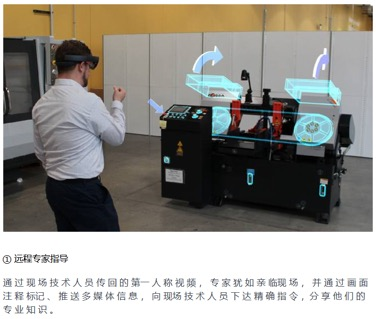 ① 远程专家指导
通过现场技术人员传回的第一人称视频，专家犹如亲临现场，并通过画面
注释标记、推送多媒体信息，向现场技术人员下达精确指令，分享他们的
专业知识。